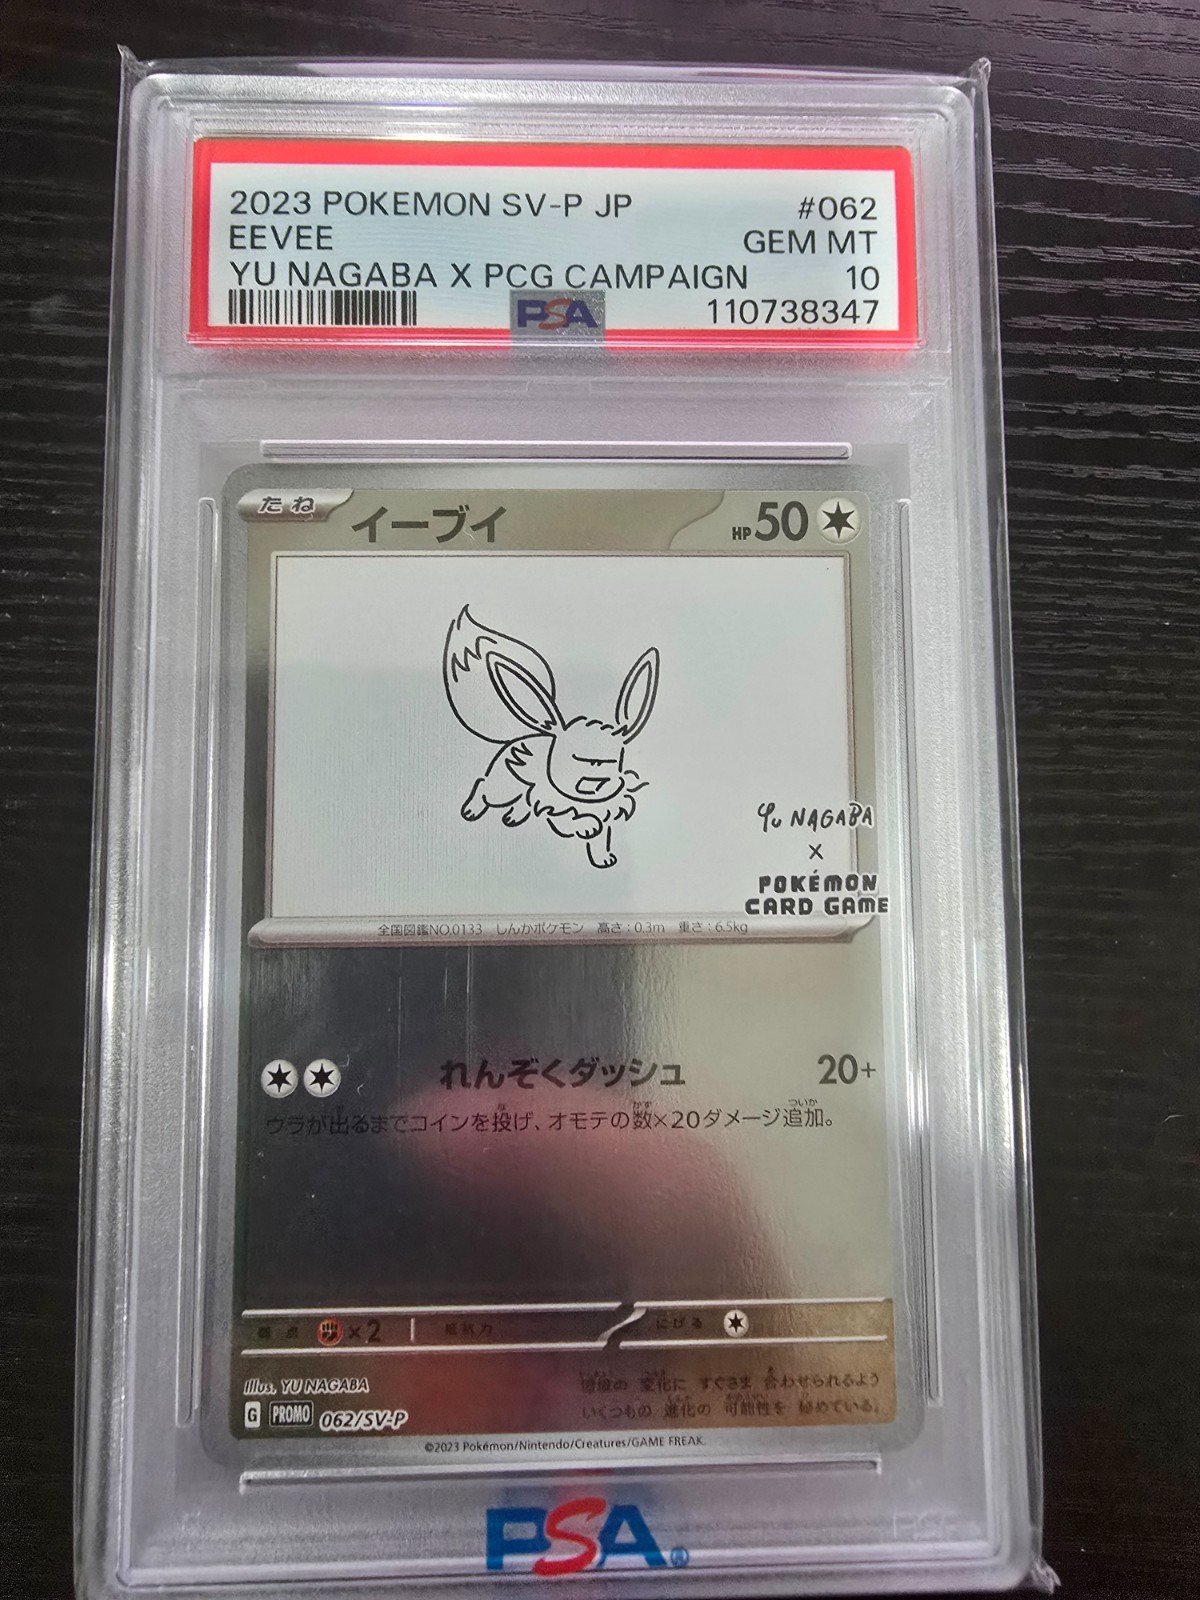 2023 POKEMON SV-P JP #062
EEVEE GEM MT
YU NAGABA X PCG CAMPAIGN 10
PSA 110738347
たね イーブイ HP50
YU NAGABA
X
POKÉMON
CARD GAME
全国図鑑NO.0133 しんかポケモン 高さ：0.3m 重さ：6.5kg
れんぞくダッシュ 20+
ウラが出るまでコインを投げ、オモテの数×20ダメージ追加。
弱点 ×2 抵抗力 にげる
Illus. YU NAGABA
環境の 変化に すぐさま 合わせられるよう
いくつもの 進化の 可能性を 秘めている。
G PROMO 062/SV-P
©2023 Pokémon/Nintendo/Creatures/GAME FREAK.
PSA®